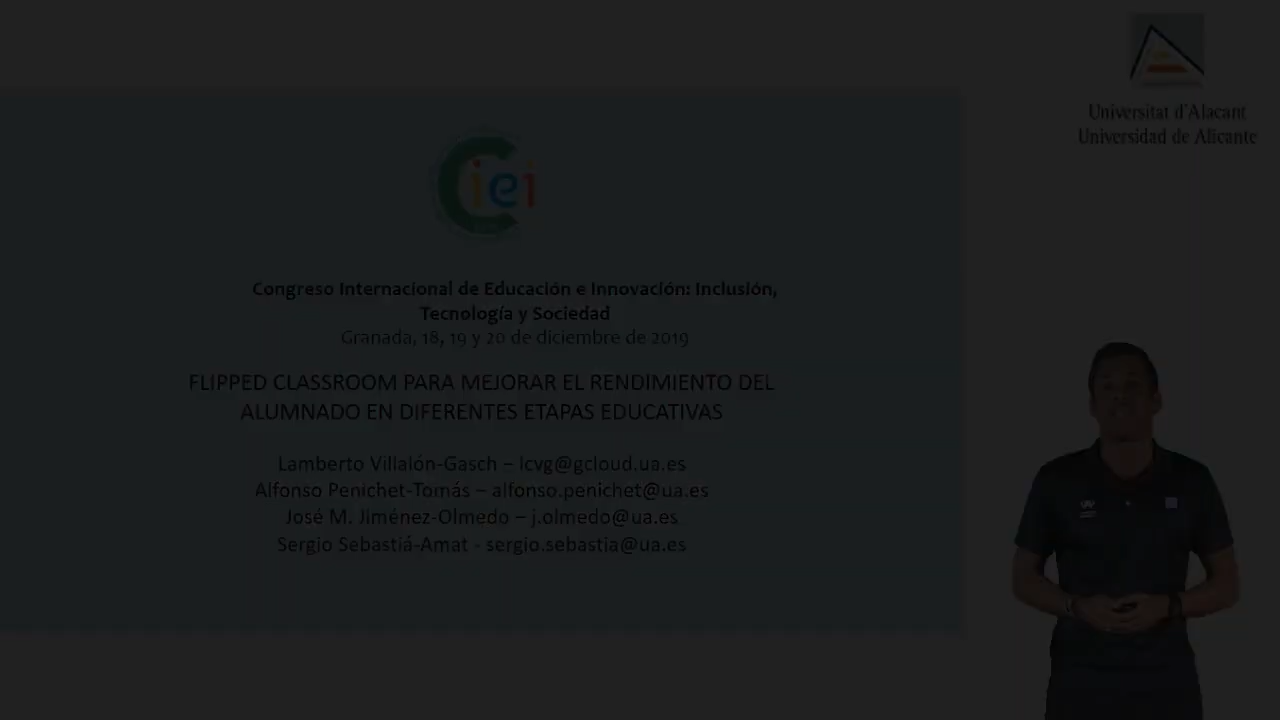 Universitat d'Alacant
Universidad de Alicante
iei
Congreso Internacional de Educación e Innovación: Inclusión,
Tecnología y Sociedad
Granada, 18, 19 y 20 de diciembre de 2019
FLIPPED CLASSROOM PARA MEJORAR EL RENDIMIENTO DEL
ALUMNADO EN DIFERENTES ETAPAS EDUCATIVAS
Lamberto Villalón-Gasch – lcvg@gcloud.ua.es
Alfonso Penichet-Tomás – alfonso.penichet@ua.es
José M. Jiménez-Olmedo – j.olmedo@ua.es
Sergio Sebastiá-Amat - sergio.sebastia@ua.es